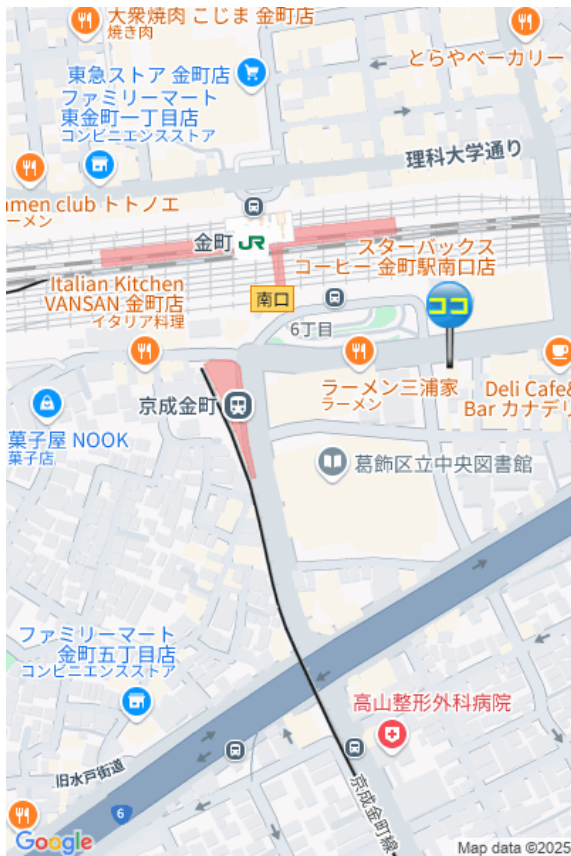 大衆焼肉 こじま 金町店
焼き肉
とらやベーカリー
東急ストア 金町店
ファミリーマート
東金町一丁目店
コンビニエンスストア
理科大学通り
amen club トトノエ
ーメン
金町
JR
スターバックス
コーヒー 金町駅南口店
Italian Kitchen
VANSAN 金町店
イタリア料理
南口
ココ
6丁目
ラーメン三浦家
ラーメン
Deli Cafe&
Bar カナデリ
京成金町
菓子屋 NOOK
菓子店
葛飾区立中央図書館
ファミリーマート
金町五丁目店
コンビニエンスストア
高山整形外科病院
旧水戸街道
6
京成金町線
Google
Map data ©2025